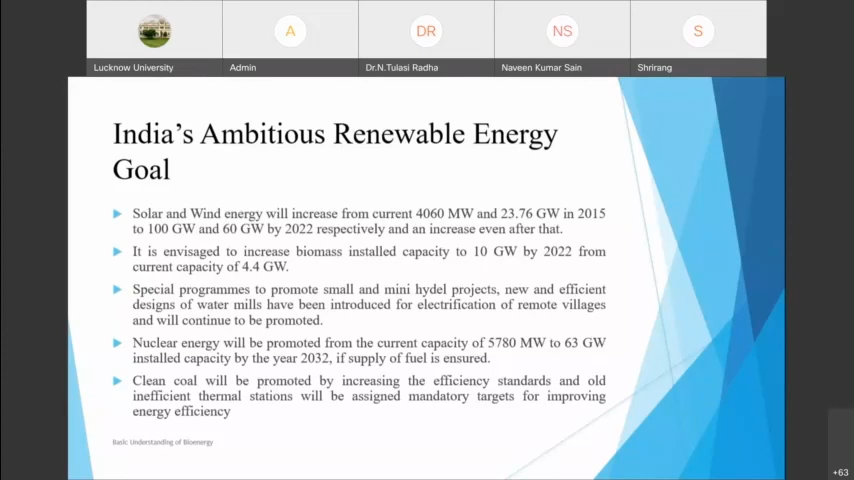 A
DR
NS
S
Lucknow University
Admin
Dr.N.Tulasi Radha
Naveen Kumar Sain
Shrirang
India's Ambitious Renewable Energy
Goal
Solar and Wind energy will increase from current 4060 MW and 23.76 GW in 2015
to 100 GW and 60 GW by 2022 respectively and an increase even after that.
It is envisaged to increase biomass installed capacity to 10 GW by 2022 from
current capacity of 4.4 GW.
Special programmes to promote small and mini hydel projects, new and efficient
designs of water mills have been introduced for electrification of remote villages
and will continue to be promoted.
Nuclear energy will be promoted from the current capacity of 5780 MW to 63 GW
installed capacity by the year 2032, if supply of fuel is ensured.
Clean coal will be promoted by increasing the efficiency standards and old
inefficient thermal stations will be assigned mandatory targets for improving
energy efficiency
Basic Understanding of Bioenergy
+63